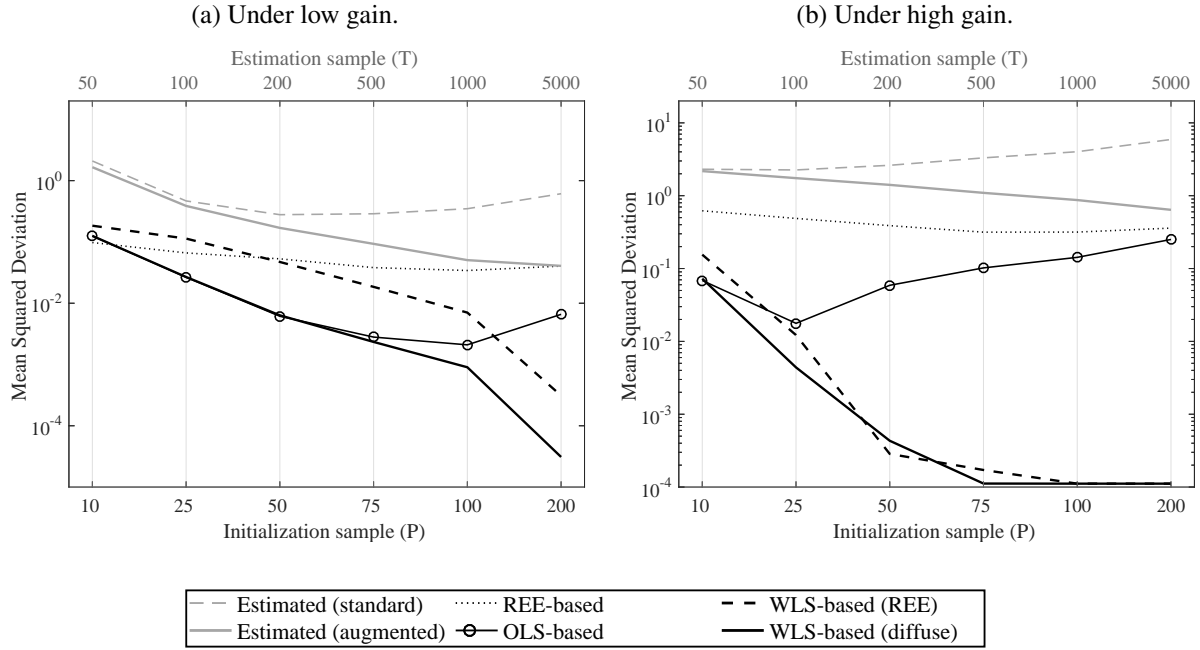 (a) Under low gain.
(b) Under high gain.
Estimation sample (T)
50 100 200 500 1000 5000
Mean Squared Deviation
10^0
10^-2
10^-4
10 25 50 75 100 200
Initialization sample (P)
Estimation sample (T)
50 100 200 500 1000 5000
Mean Squared Deviation
10^1
10^0
10^-1
10^-2
10^-3
10^-4
10 25 50 75 100 200
Initialization sample (P)
Estimated (standard) REE-based WLS-based (REE)
Estimated (augmented) OLS-based WLS-based (diffuse)